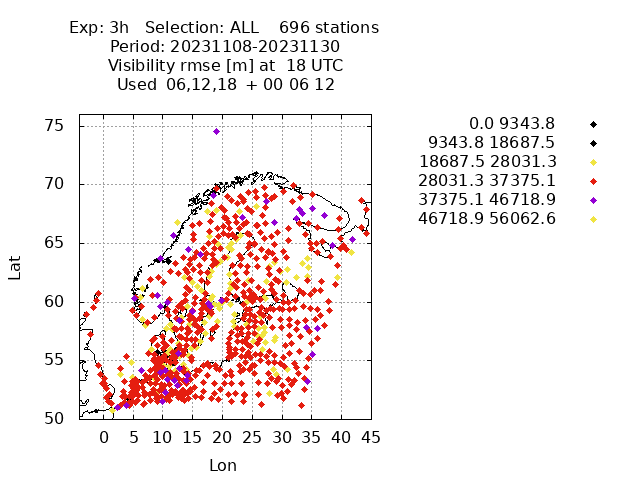 Exp: 3h   Selection: ALL    696 stations
Period: 20231108-20231130
Visibility rmse [m] at  18 UTC
Used  06,12,18  + 00 06 12
0.0 9343.8
9343.8 18687.5
18687.5 28031.3
28031.3 37375.1
37375.1 46718.9
46718.9 56062.6
75
70
65
60
55
50
Lat
0 5 10 15 20 25 30 35 40 45
Lon